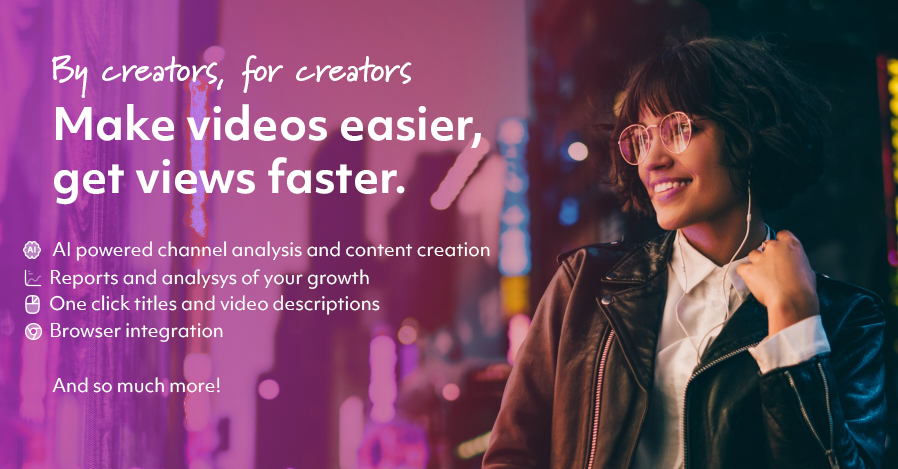 By creators, for creators
Make videos easier,
get views faster.
AI AI powered channel analysis and content creation
Reports and analysys of your growth
One click titles and video descriptions
Browser integration
And so much more!